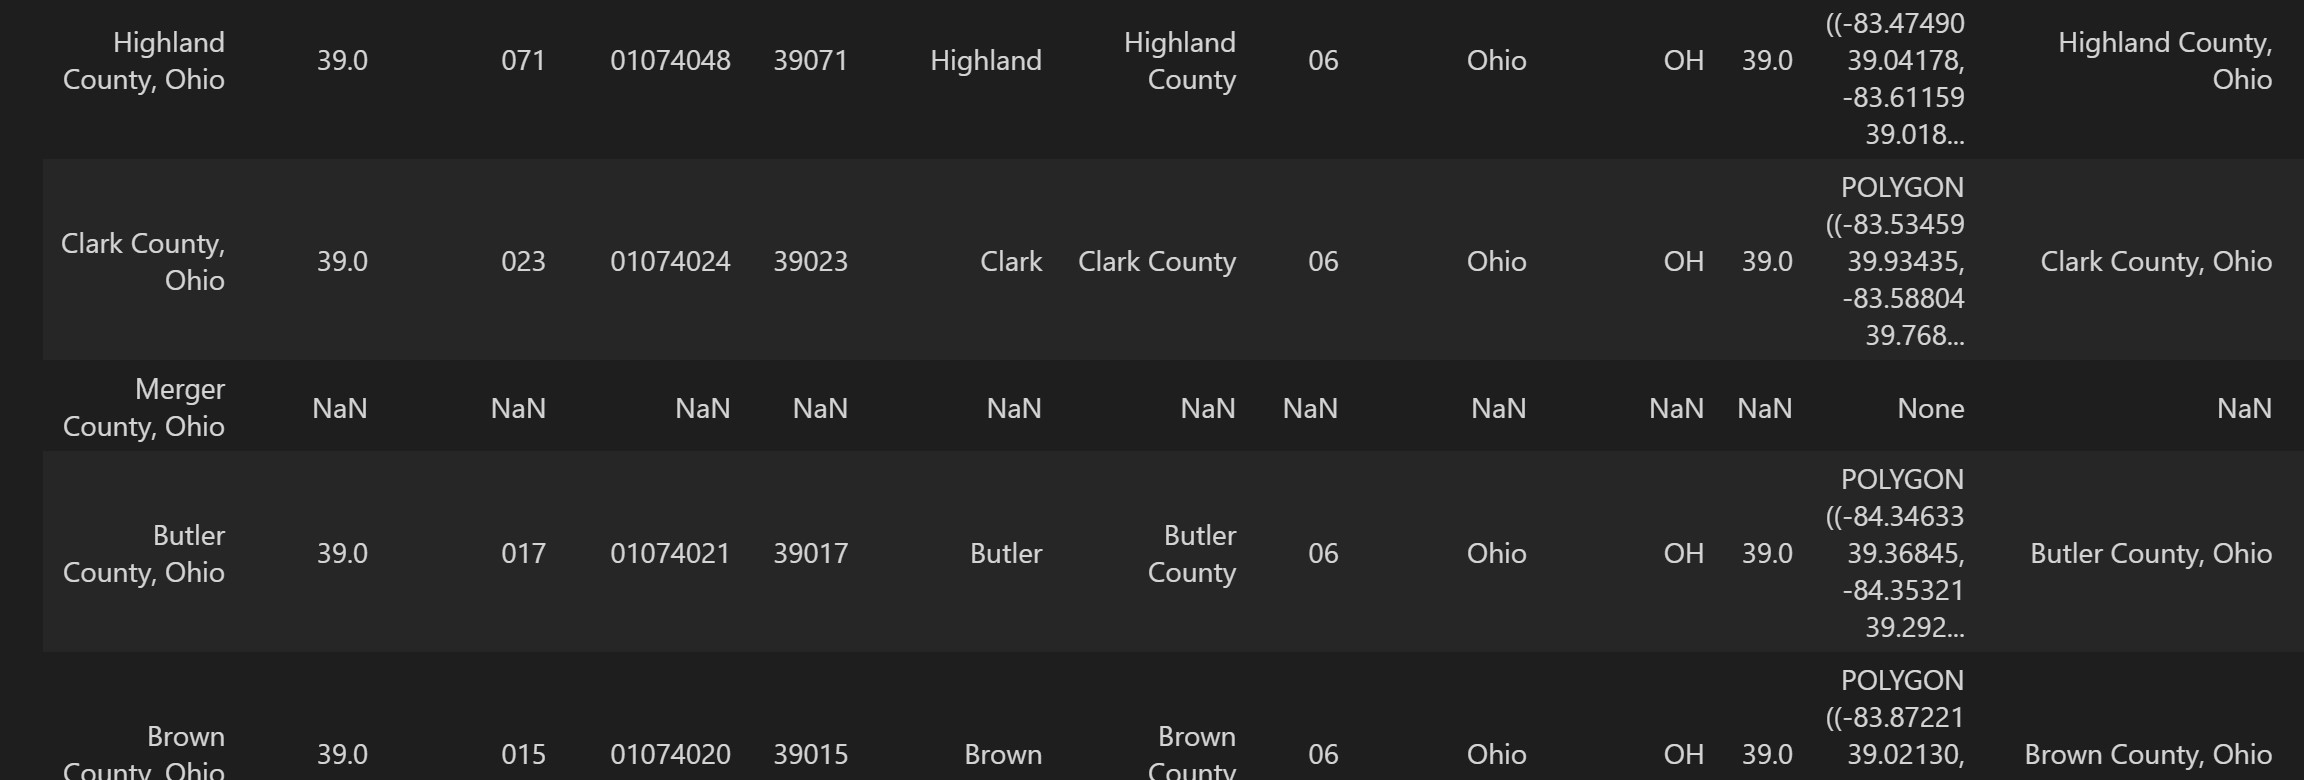 Highland County, Ohio 39.0 071 01074048 39071 Highland Highland County 06 Ohio OH 39.0 ((-83.47490 39.04178, -83.61159 39.018... Highland County, Ohio
Clark County, Ohio 39.0 023 01074024 39023 Clark Clark County 06 Ohio OH 39.0 POLYGON ((-83.53459 39.93435, -83.58804 39.768... Clark County, Ohio
Merger County, Ohio NaN NaN NaN NaN NaN NaN NaN NaN NaN NaN None NaN
Butler County, Ohio 39.0 017 01074021 39017 Butler Butler County 06 Ohio OH 39.0 POLYGON ((-84.34633 39.36845, -84.35321 39.292... Butler County, Ohio
Brown County, Ohio 39.0 015 01074020 39015 Brown Brown County 06 Ohio OH 39.0 POLYGON ((-83.87221 39.02130, Brown County, Ohio